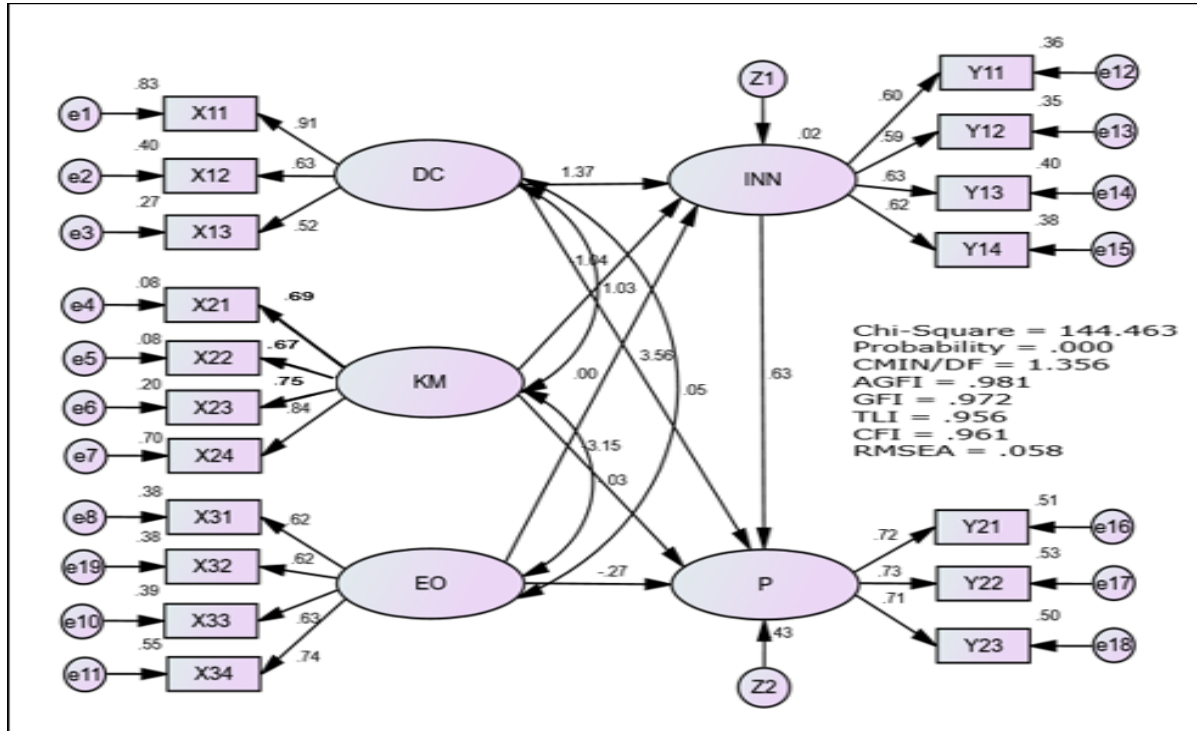 .83
e1
X11
.91
.40
e2
X12
.63
.27
e3
X13
.52
DC
.08
e4
X21
.69
.08
e5
X22
.67
.20
e6
X23
.75
.70
e7
X24
.84
KM
.38
e8
X31
.62
.38
e19
X32
.62
.39
e10
X33
.63
.55
e11
X34
.74
EO
1.37
1.03
.00
3.56
.05
-3.15
-.27
.63
Z1
.02
INN
.36
.60
Y11
e12
.35
.59
Y12
e13
.40
.63
Y13
e14
.38
.62
Y14
e15
Chi-Square = 144.463
Probability = .000
CMIN/DF = 1.356
AGFI = .981
GFI = .972
TLI = .956
CFI = .961
RMSEA = .058
P
.51
.72
Y21
e16
.53
.73
Y22
e17
.50
.71
Y23
e18
Z2